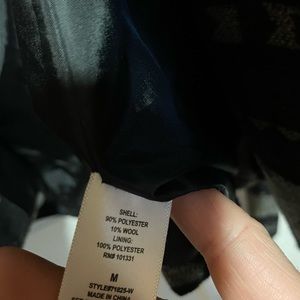 SHELL:
90% POLYESTER
10% WOOL
LINING:
100% POLYESTER
RN# 101331
M
STYLE#71825-W
MADE IN CHINA